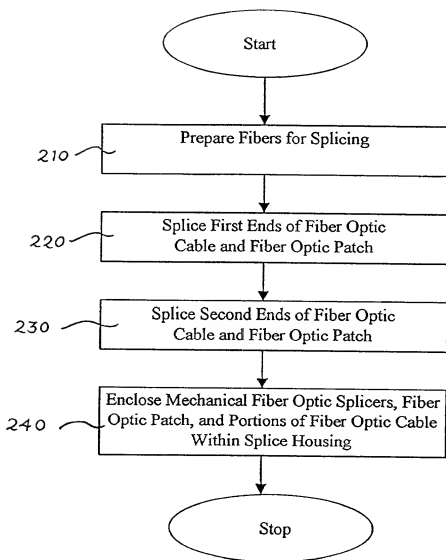 Start
210
Prepare Fibers for Splicing
220
Splice First Ends of Fiber Optic
Cable and Fiber Optic Patch
230
Splice Second Ends of Fiber Optic
Cable and Fiber Optic Patch
240
Enclose Mechanical Fiber Optic Splicers, Fiber
Optic Patch, and Portions of Fiber Optic Cable
Within Splice Housing
Stop